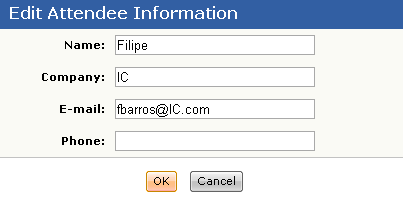 Edit Attendee Information
Name: Filipe
Company: IC
E-mail: fbarros@IC.com
Phone:
OK Cancel